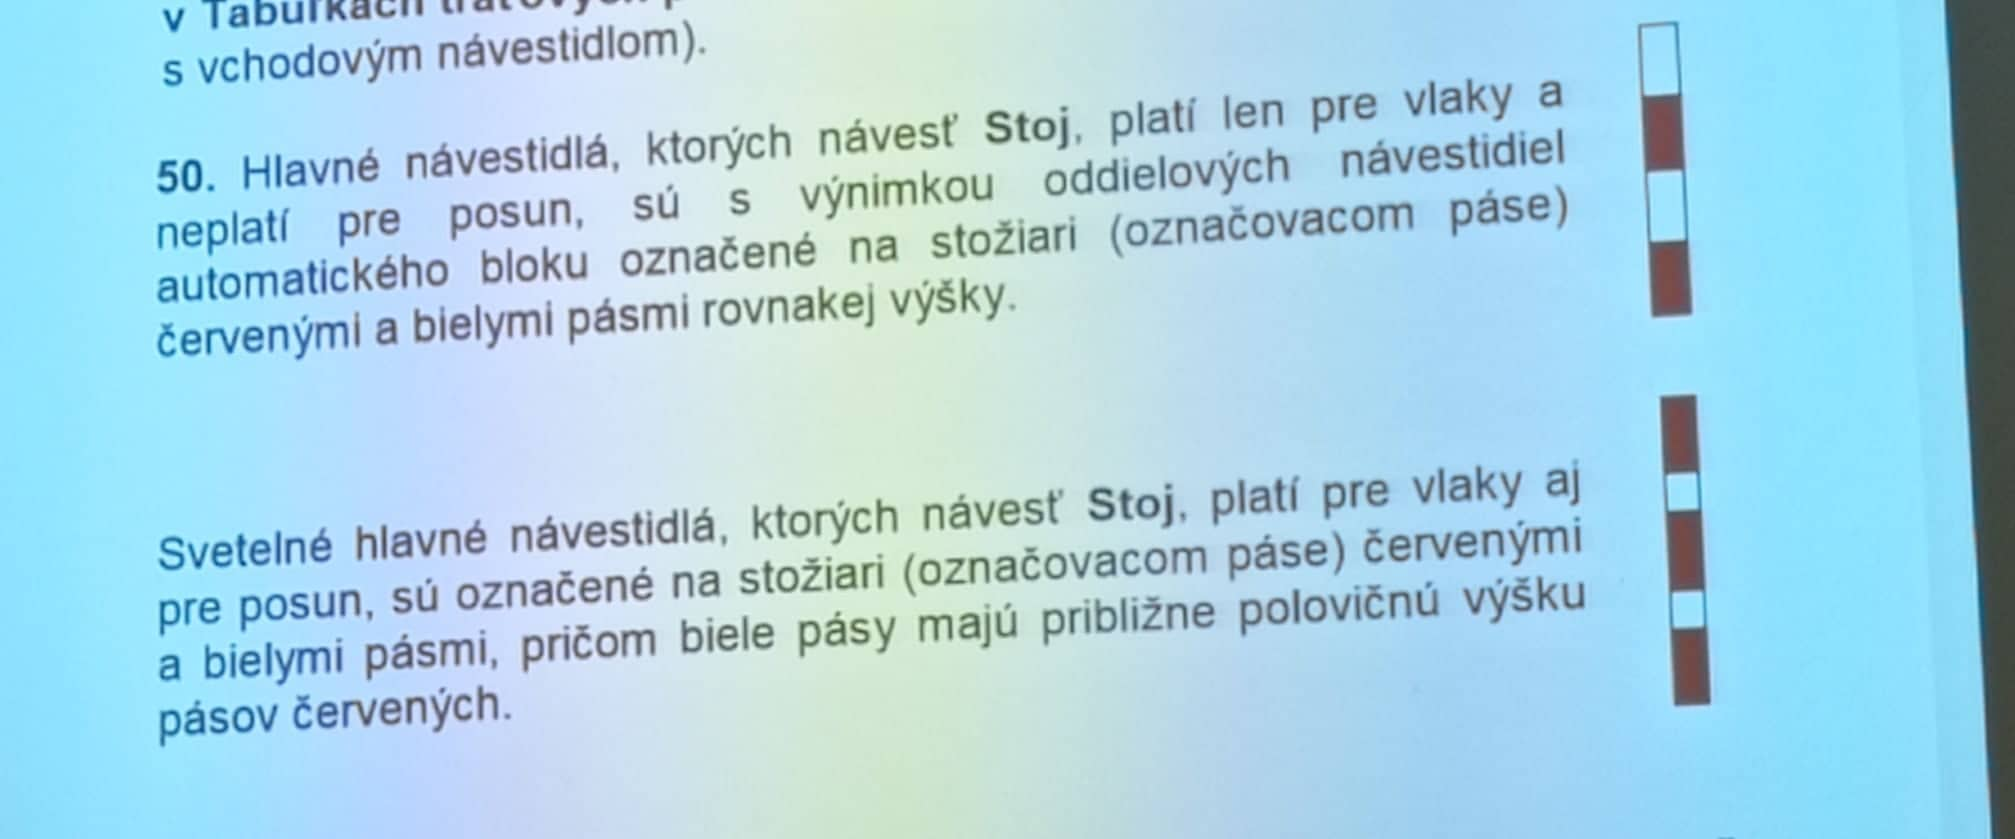 v Tabuľkách traťových p
s vchodovým návestidlom).
50. Hlavné návestidlá, ktorých návesť Stoj, platí len pre vlaky a
neplatí pre posun, sú s výnimkou oddielových návestidiel
automatického bloku označené na stožiari (označovacom páse)
červenými a bielymi pásmi rovnakej výšky.
Svetelné hlavné návestidlá, ktorých návesť Stoj, platí pre vlaky aj
pre posun, sú označené na stožiari (označovacom páse) červenými
a bielymi pásmi, pričom biele pásy majú približne polovičnú výšku
pásov červených.